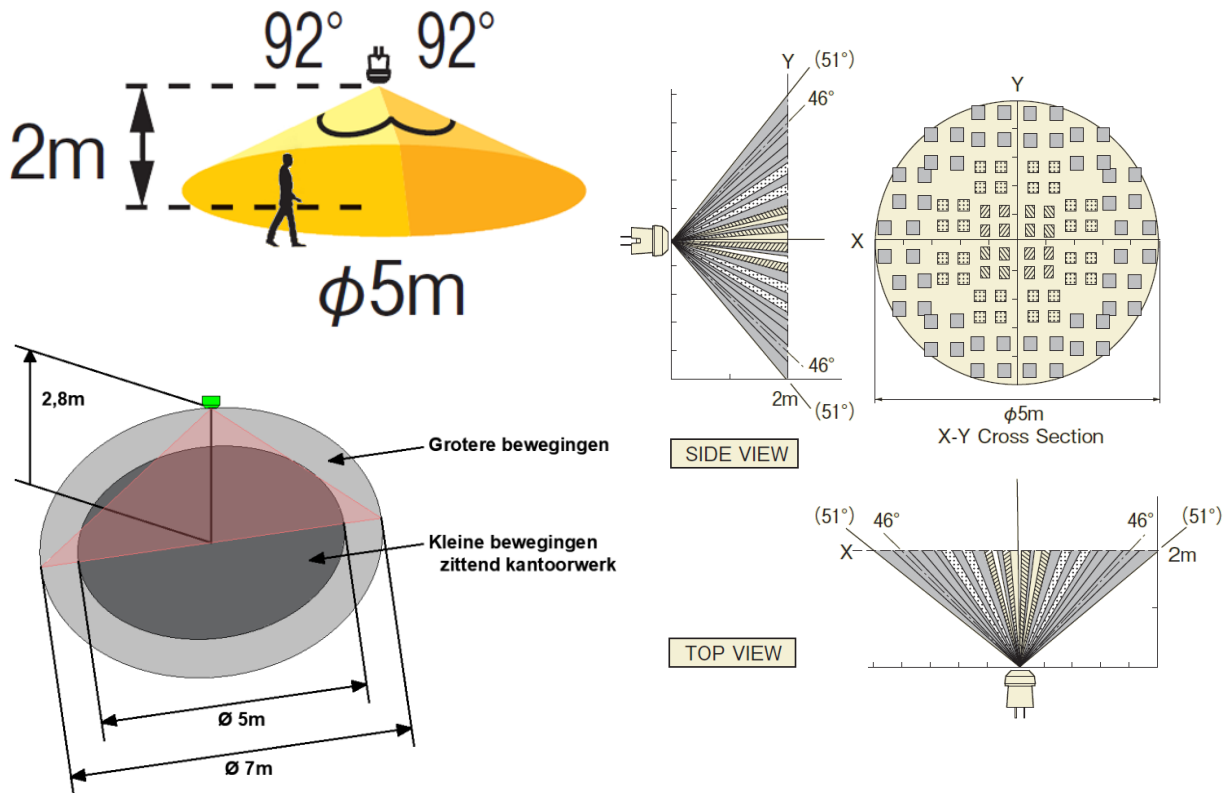 92° 92°
2m
φ5m
Y
(51°)
46°
46°
2m
(51°)
SIDE VIEW
Y
X
φ5m
X-Y Cross Section
2,8m
Grotere bewegingen
Kleine bewegingen
zittend kantoorwerk
Ø 5m
Ø 7m
(51°)
46°
46°
(51°)
X
2m
TOP VIEW